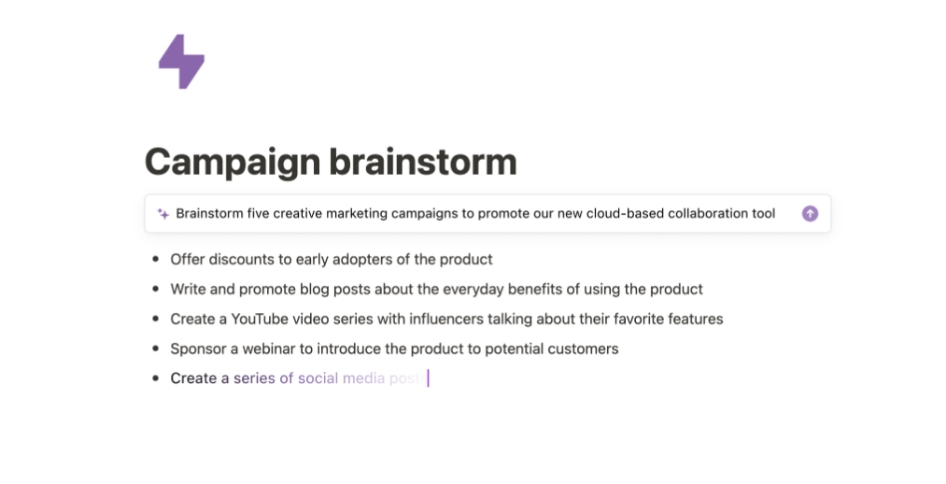 Campaign brainstorm
Brainstorm five creative marketing campaigns to promote our new cloud-based collaboration tool
Offer discounts to early adopters of the product
Write and promote blog posts about the everyday benefits of using the product
Create a YouTube video series with influencers talking about their favorite features
Sponsor a webinar to introduce the product to potential customers
Create a series of social media post